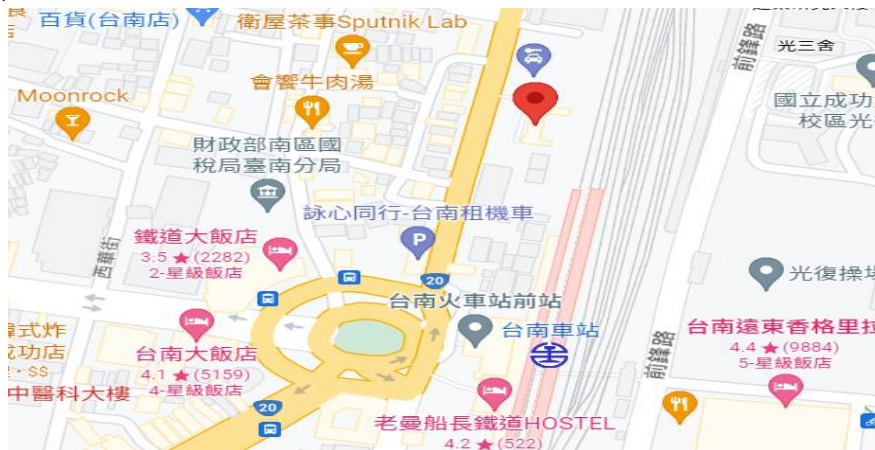 百貨(台南店)
衛屋茶事Sputnik Lab
前鋒路
光三舍
會饗牛肉湯
Moonrock
國立成功
校區光
財政部南區國
稅局臺南分局
詠心同行-台南租機車
P
鐵道大飯店
3.5 ★ (2282)
2-星級飯店
西華街
20
台南火車站前站
光復操場
台南車站
式炸
成功店
$$
台南大飯店
4.1 ★ (5159)
4-星級飯店
中醫科大樓
台南遠東香格里拉
4.4 ★ (9884)
5-星級飯店
前鋒路
20
老曼船長鐵道HOSTEL
4.2 ★ (522)